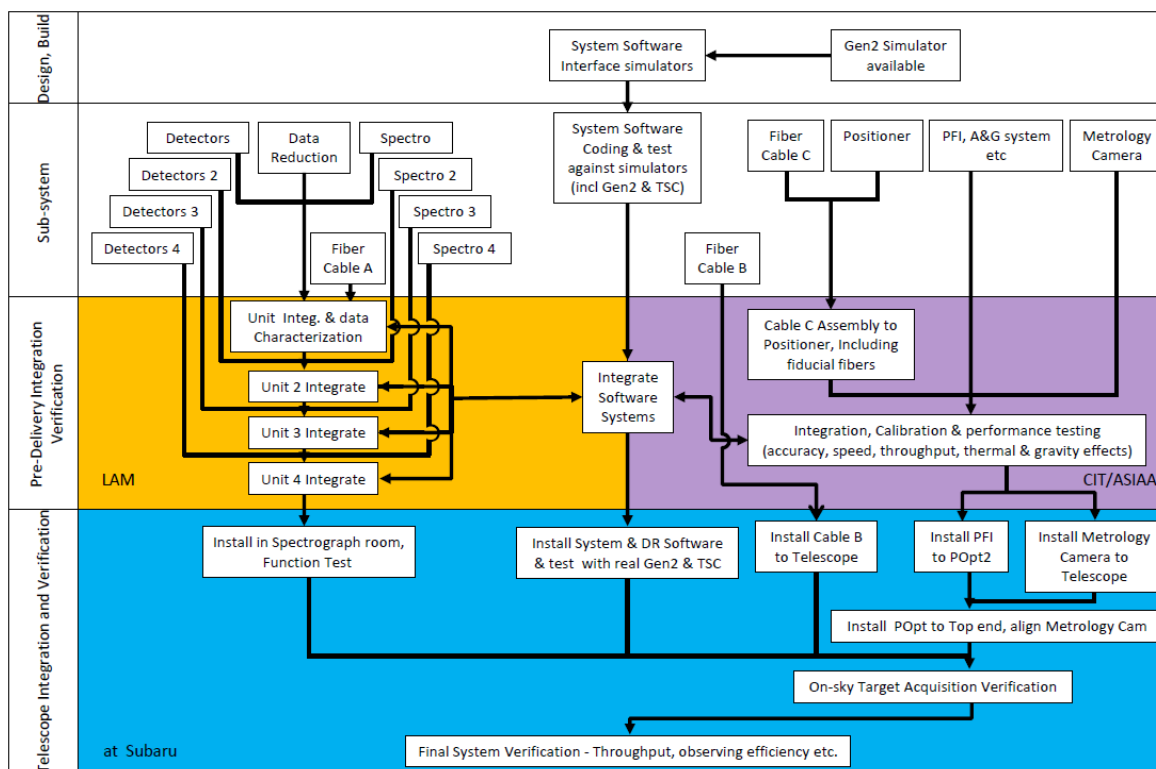 Design, Build
System Software
Interface simulators
Gen2 Simulator
available
Sub-system
Detectors
Data
Reduction
Spectro
System Software
Coding & test
against simulators
(incl Gen2 & TSC)
Fiber
Cable C
Positioner
PFI, A&G system
etc
Metrology
Camera
Detectors 2
Spectro 2
Detectors 3
Spectro 3
Detectors 4
Fiber
Cable A
Spectro 4
Fiber
Cable B
Pre-Delivery Integration
Verification
Unit Integ. & data
Characterization
Unit 2 Integrate
Unit 3 Integrate
Unit 4 Integrate
LAM
Integrate
Software
Systems
Cable C Assembly to
Positioner, Including
fiducial fibers
Integration, Calibration & performance testing
(accuracy, speed, throughput, thermal & gravity effects)
CIT/ASIAA
Telescope Integration and Verification
Install in Spectrograph room,
Function Test
Install System & DR Software
& test with real Gen2 & TSC
Install Cable B
to Telescope
Install PFI
to POpt2
Install Metrology
Camera to
Telescope
Install POpt to Top end, align Metrology Cam
On-sky Target Acquisition Verification
Final System Verification - Throughput, observing efficiency etc.
at Subaru